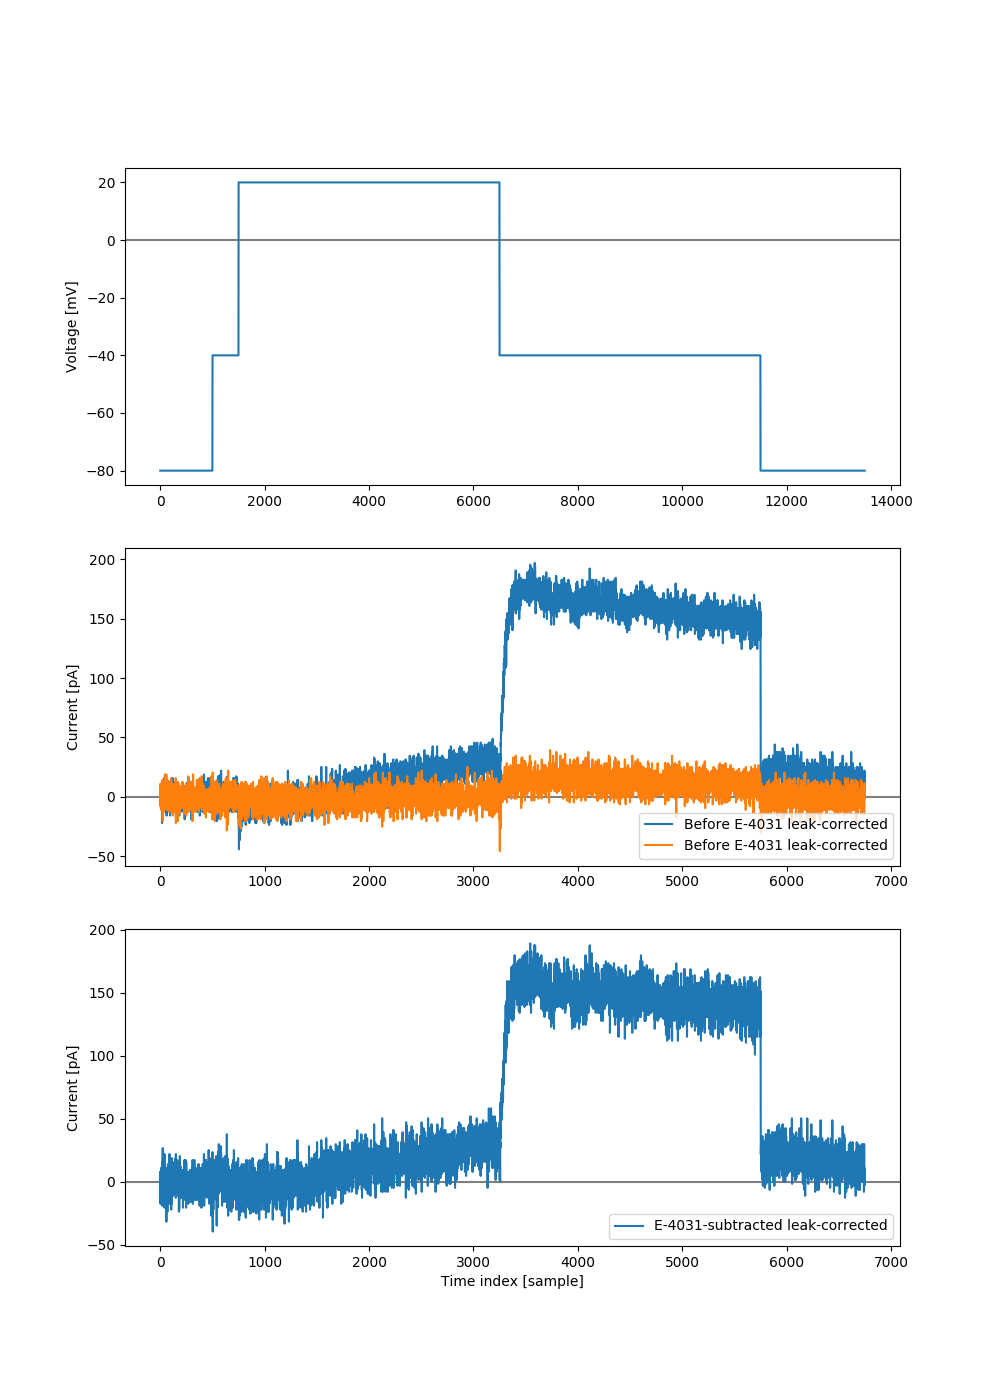 20
0
−20
−40
−60
−80
Voltage [mV]
0 2000 4000 6000 8000 10000 12000 14000
200
150
100
50
0
−50
Current [pA]
Before E-4031 leak-corrected
Before E-4031 leak-corrected
0 1000 2000 3000 4000 5000 6000 7000
200
150
100
50
0
−50
Current [pA]
E-4031-subtracted leak-corrected
0 1000 2000 3000 4000 5000 6000 7000
Time index [sample]